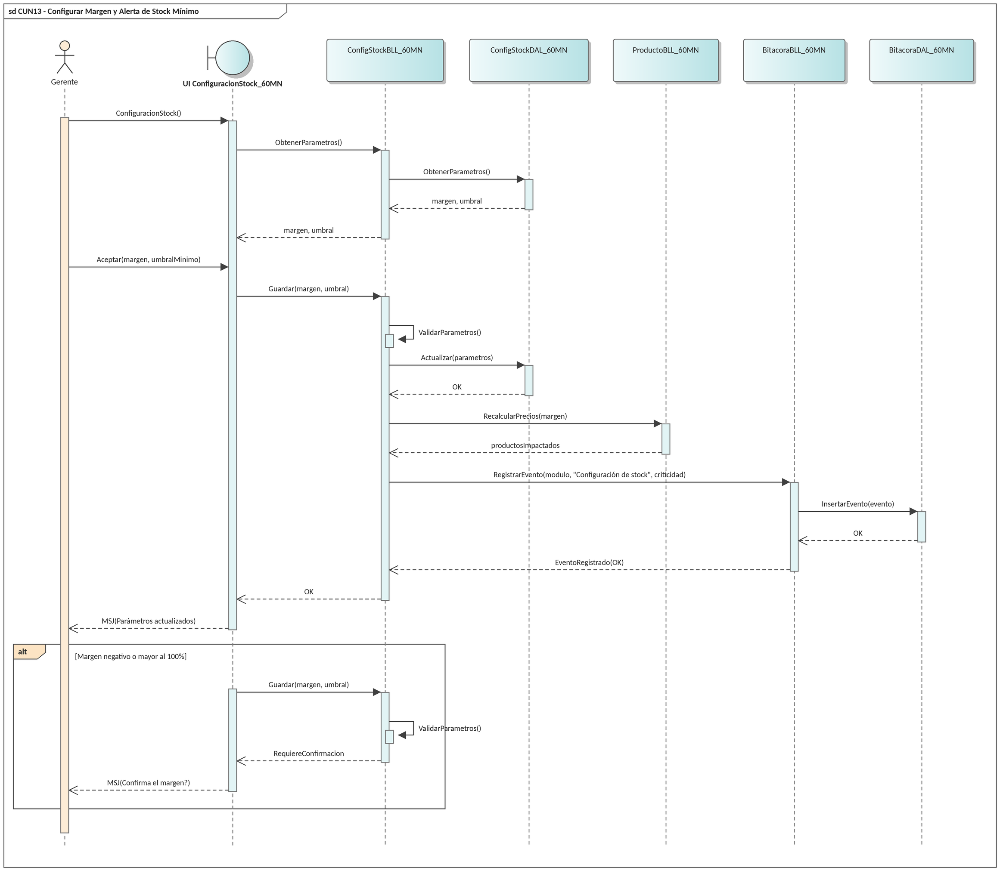 sd CUN13 - Configurar Margen y Alerta de Stock Mínimo
Gerente
UI ConfiguracionStock_60MN
ConfigStockBLL_60MN
ConfigStockDAL_60MN
ProductoBLL_60MN
BitacoraBLL_60MN
BitacoraDAL_60MN
ConfiguracionStock()
ObtenerParametros()
ObtenerParametros()
margen, umbral
margen, umbral
Aceptar(margen, umbralMinimo)
Guardar(margen, umbral)
ValidarParametros()
Actualizar(parametros)
OK
RecalcularPrecios(margen)
productosImpactados
RegistrarEvento(modulo, "Configuración de stock", criticidad)
InsertarEvento(evento)
OK
EventoRegistrado(OK)
OK
MSJ(Parámetros actualizados)
alt
[Margen negativo o mayor al 100%]
Guardar(margen, umbral)
ValidarParametros()
RequiereConfirmacion
MSJ(Confirma el margen?)